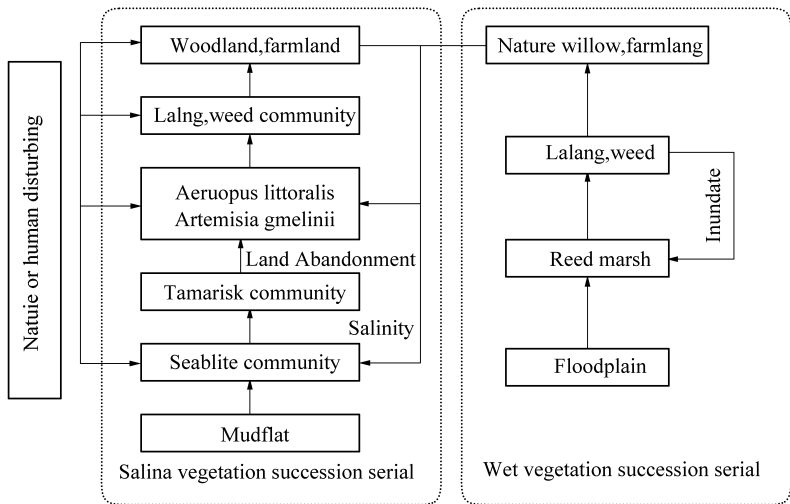 Natuie or human disturbing
Woodland,farmland
Lalng,weed community
Aeruopus littoralis
Artemisia gmelinii
Land Abandonment
Tamarisk community
Salinity
Seablite community
Mudflat
Salina vegetation succession serial
Nature willow,farmlang
Lalang,weed
Inundate
Reed marsh
Floodplain
Wet vegetation succession serial